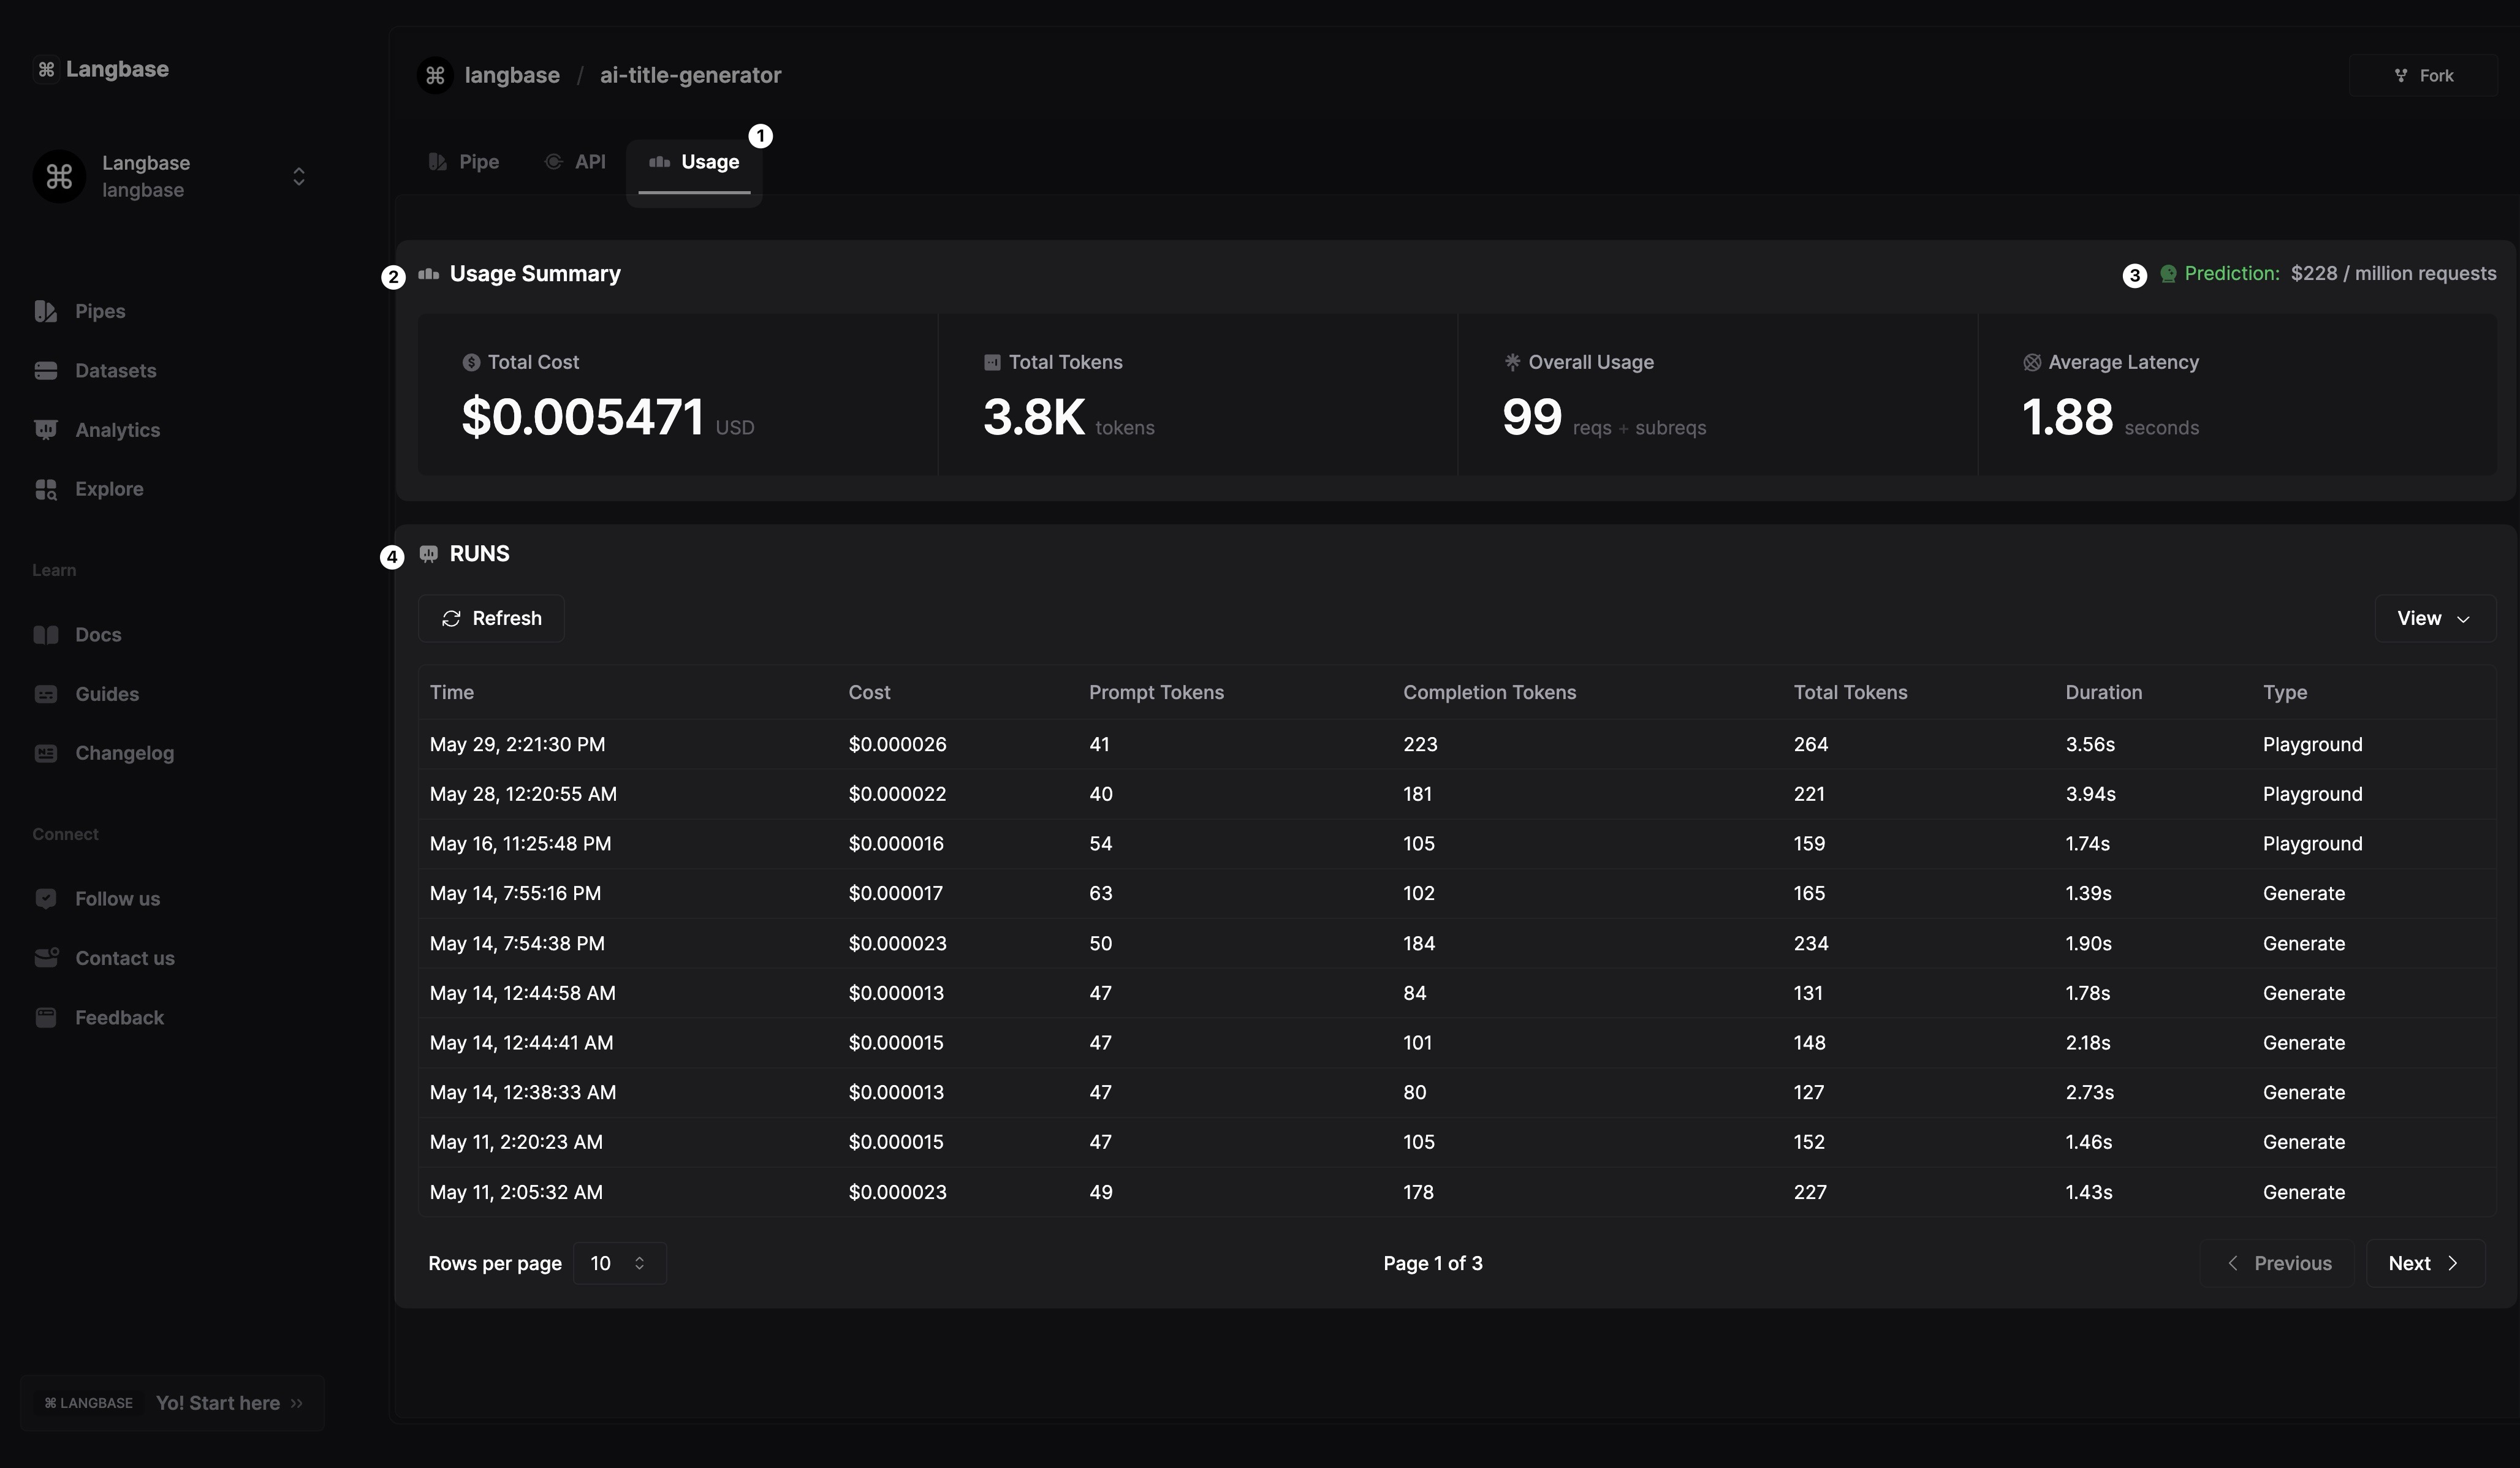 Langbase
Langbase
langbase
Pipes
Datasets
Analytics
Explore
Learn
Docs
Guides
Changelog
Connect
Follow us
Contact us
Feedback
LANGBASE Yo! Start here
langbase / ai-title-generator
Fork
Pipe API Usage 1
2 Usage Summary
3 Prediction: $228 / million requests
Total Cost
$0.005471 USD
Total Tokens
3.8K tokens
Overall Usage
99 reqs + subreqs
Average Latency
1.88 seconds
4 RUNS
Refresh
View
Time Cost Prompt Tokens Completion Tokens Total Tokens Duration Type
May 29, 2:21:30 PM $0.000026 41 223 264 3.56s Playground
May 28, 12:20:55 AM $0.000022 40 181 221 3.94s Playground
May 16, 11:25:48 PM $0.000016 54 105 159 1.74s Playground
May 14, 7:55:16 PM $0.000017 63 102 165 1.39s Generate
May 14, 7:54:38 PM $0.000023 50 184 234 1.90s Generate
May 14, 12:44:58 AM $0.000013 47 84 131 1.78s Generate
May 14, 12:44:41 AM $0.000015 47 101 148 2.18s Generate
May 14, 12:38:33 AM $0.000013 47 80 127 2.73s Generate
May 11, 2:20:23 AM $0.000015 47 105 152 1.46s Generate
May 11, 2:05:32 AM $0.000023 49 178 227 1.43s Generate
Rows per page 10
Page 1 of 3
Previous Next